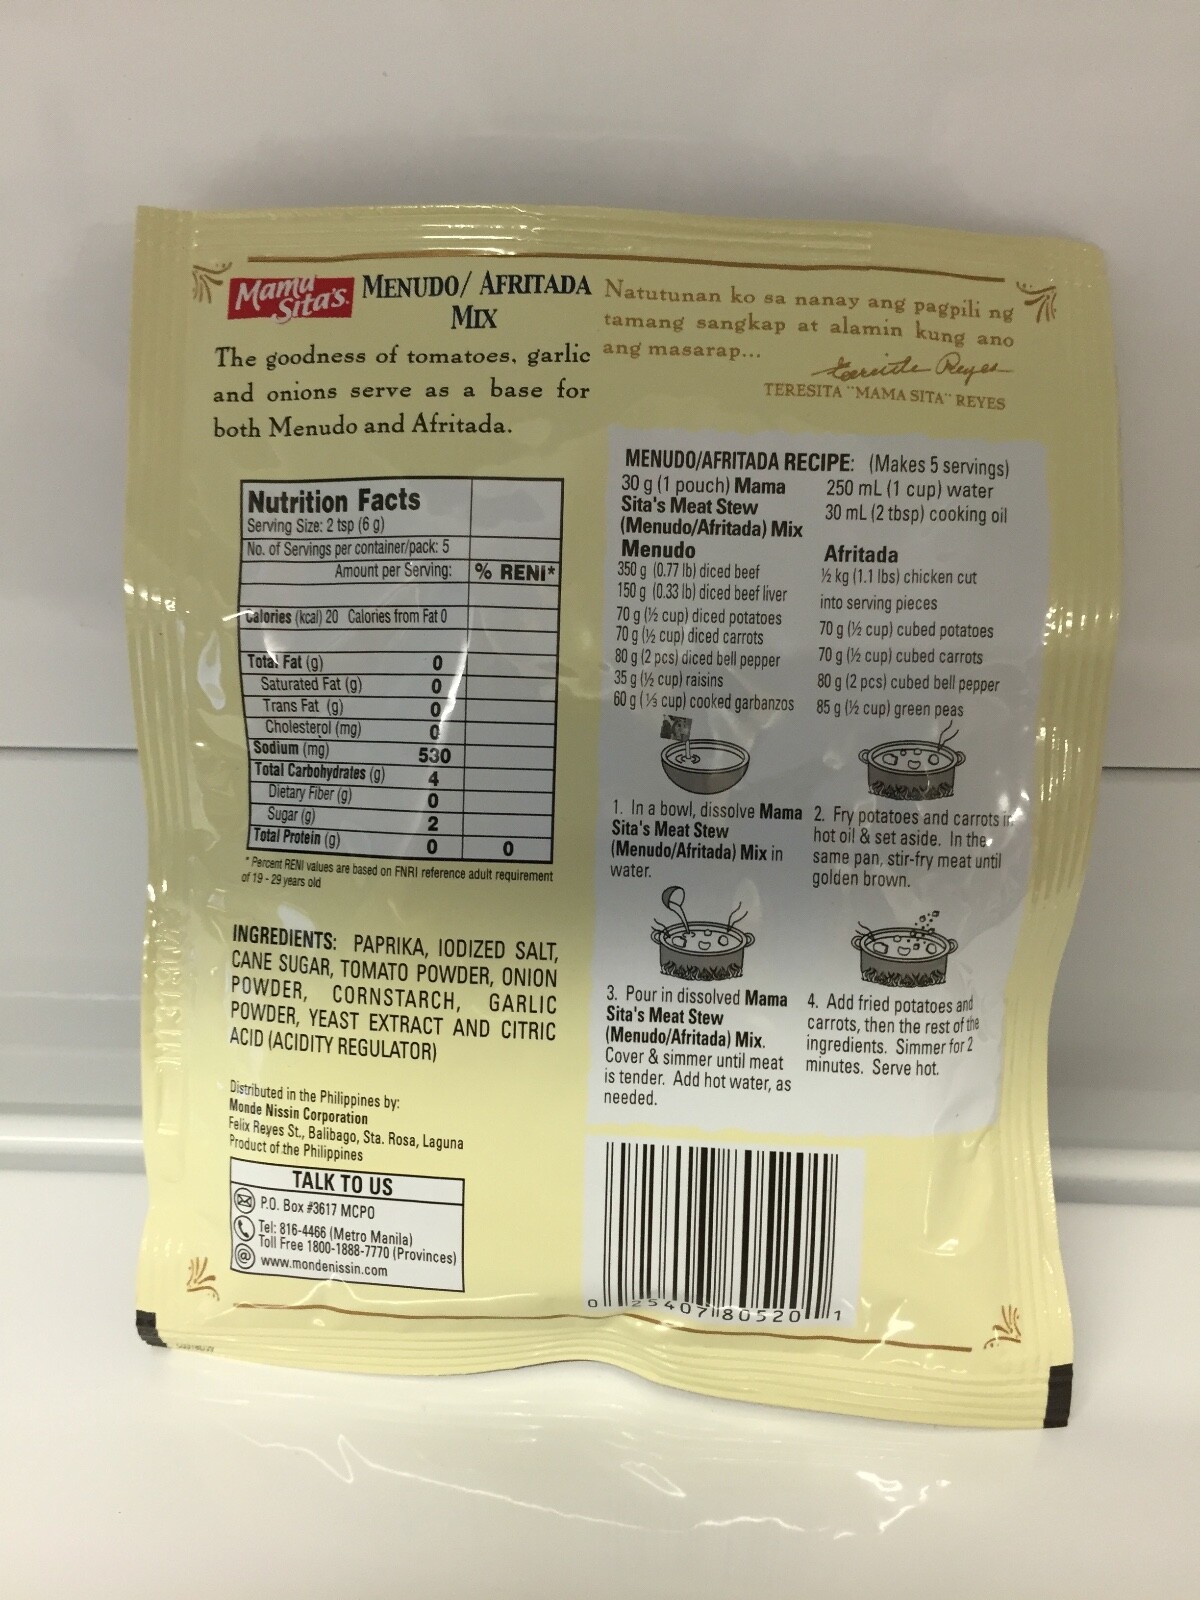 Mama Sita's.
MENUDO/ AFRITADA
MIX
The goodness of tomatoes, garlic
and onions serve as a base for
both Menudo and Afritada.
Natutunan ko sa nanay ang pagpili ng
tamang sangkap at alamin kung ano
ang masarap...
Teresita Reyes
TERESITA "MAMA SITA" REYES
Nutrition Facts
Serving Size: 2 tsp (6 g)
No. of Servings per container/pack: 5
Amount per Serving: % RENI*
Calories (kcal) 20 Calories from Fat 0
Total Fat (g) 0
Saturated Fat (g) 0
Trans Fat (g) 0
Cholesterol (mg) 0
Sodium (mg) 530
Total Carbohydrates (g) 4
Dietary Fiber (g) 0
Sugar (g) 2
Total Protein (g) 0 0
* Percent RENI values are based on FNRI reference adult requirement
of 19 - 29 years old
INGREDIENTS: PAPRIKA, IODIZED SALT,
CANE SUGAR, TOMATO POWDER, ONION
POWDER, CORNSTARCH, GARLIC
POWDER, YEAST EXTRACT AND CITRIC
ACID (ACIDITY REGULATOR)
Distributed in the Philippines by:
Monde Nissin Corporation
Felix Reyes St., Balibago, Sta. Rosa, Laguna
Product of the Philippines
TALK TO US
P.O. Box #3617 MCPO
Tel: 816-4466 (Metro Manila)
Toll Free 1800-1888-7770 (Provinces)
www.mondenissin.com
MENUDO/AFRITADA RECIPE: (Makes 5 servings)
30 g (1 pouch) Mama
Sita's Meat Stew
(Menudo/Afritada) Mix
250 mL (1 cup) water
30 mL (2 tbsp) cooking oil
Menudo
350 g (0.77 lb) diced beef
150 g (0.33 lb) diced beef liver
70 g (½ cup) diced potatoes
70 g (½ cup) diced carrots
80 g (2 pcs) diced bell pepper
35 g (½ cup) raisins
60 g (⅓ cup) cooked garbanzos
Afritada
½ kg (1.1 lbs) chicken cut
into serving pieces
70 g (½ cup) cubed potatoes
70 g (½ cup) cubed carrots
80 g (2 pcs) cubed bell pepper
85 g (½ cup) green peas
1. In a bowl, dissolve Mama
Sita's Meat Stew
(Menudo/Afritada) Mix in
water.
2. Fry potatoes and carrots in
hot oil & set aside. In the
same pan, stir-fry meat until
golden brown.
3. Pour in dissolved Mama
Sita's Meat Stew
(Menudo/Afritada) Mix.
Cover & simmer until meat
is tender. Add hot water, as
needed.
4. Add fried potatoes and
carrots, then the rest of the
ingredients. Simmer for 2
minutes. Serve hot.
0 25407 80520 1